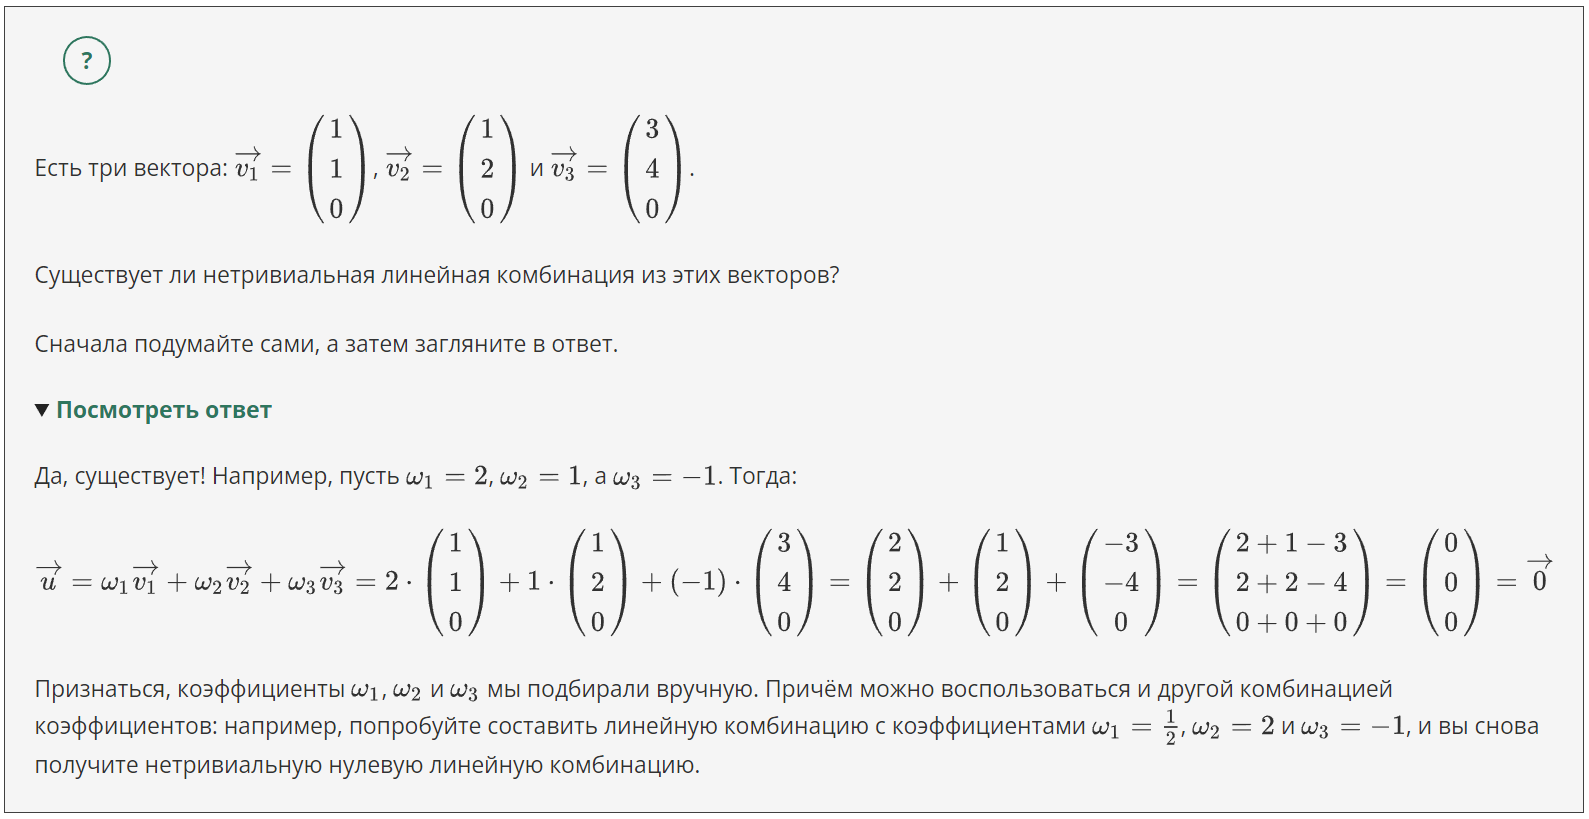 ?
Есть три вектора: $\overrightarrow{v_1} = \begin{pmatrix} 1 \\ 1 \\ 0 \end{pmatrix}$, $\overrightarrow{v_2} = \begin{pmatrix} 1 \\ 2 \\ 0 \end{pmatrix}$ и $\overrightarrow{v_3} = \begin{pmatrix} 3 \\ 4 \\ 0 \end{pmatrix}$.
Существует ли нетривиальная линейная комбинация из этих векторов?
Сначала подумайте сами, а затем загляните в ответ.
▼ Посмотреть ответ
Да, существует! Например, пусть $\omega_1 = 2$, $\omega_2 = 1$, а $\omega_3 = -1$. Тогда:
$\overrightarrow{u} = \omega_1 \overrightarrow{v_1} + \omega_2 \overrightarrow{v_2} + \omega_3 \overrightarrow{v_3} = 2 \cdot \begin{pmatrix} 1 \\ 1 \\ 0 \end{pmatrix} + 1 \cdot \begin{pmatrix} 1 \\ 2 \\ 0 \end{pmatrix} + (-1) \cdot \begin{pmatrix} 3 \\ 4 \\ 0 \end{pmatrix} = \begin{pmatrix} 2 \\ 2 \\ 0 \end{pmatrix} + \begin{pmatrix} 1 \\ 2 \\ 0 \end{pmatrix} + \begin{pmatrix} -3 \\ -4 \\ 0 \end{pmatrix} = \begin{pmatrix} 2 + 1 - 3 \\ 2 + 2 - 4 \\ 0 + 0 + 0 \end{pmatrix} = \begin{pmatrix} 0 \\ 0 \\ 0 \end{pmatrix} = \overrightarrow{0}$
Признаться, коэффициенты $\omega_1$, $\omega_2$ и $\omega_3$ мы подбирали вручную. Причём можно воспользоваться и другой комбинацией
коэффициентов: например, попробуйте составить линейную комбинацию с коэффициентами $\omega_1 = \frac{1}{2}$, $\omega_2 = 2$ и $\omega_3 = -1$, и вы снова
получите нетривиальную нулевую линейную комбинацию.